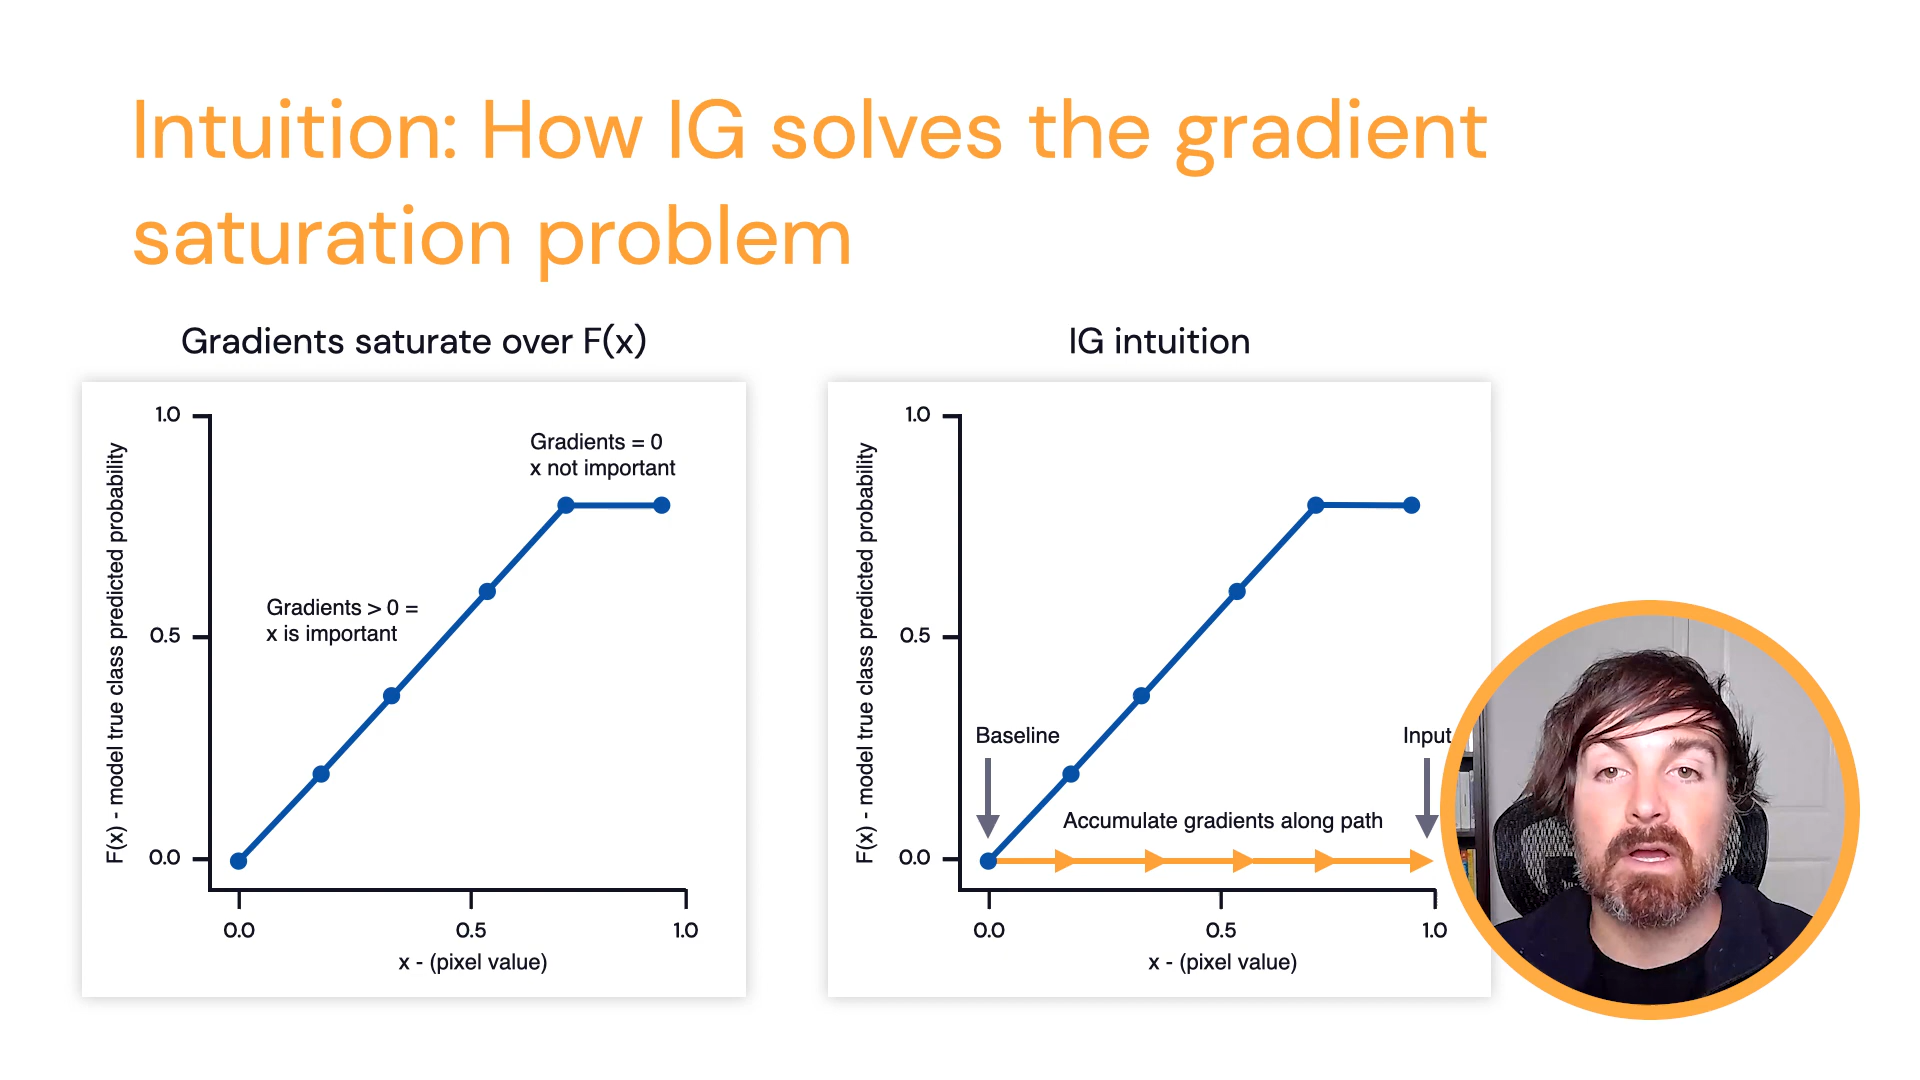 Intuition: How IG solves the gradient
saturation problem
Gradients saturate over F(x)
F(x) - model true class predicted probability
1.0
0.5
0.0
Gradients = 0
x not important
Gradients > 0 =
x is important
0.0 0.5 1.0
x - (pixel value)
IG intuition
F(x) - model true class predicted probability
1.0
0.5
0.0
Baseline
Input
Accumulate gradients along path
0.0 0.5 1.0
x - (pixel value)